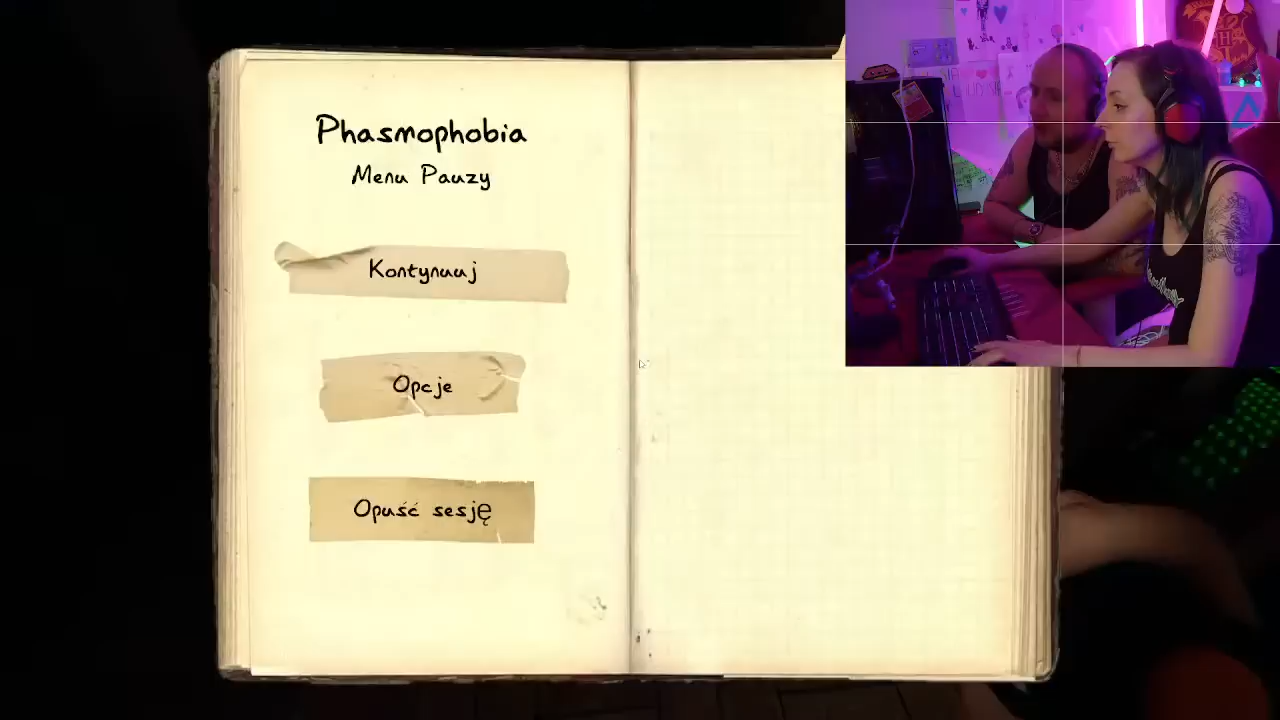 Phasmophobia
Menu Pauzy
Kontynuuj
Opcje
Opuść sesję